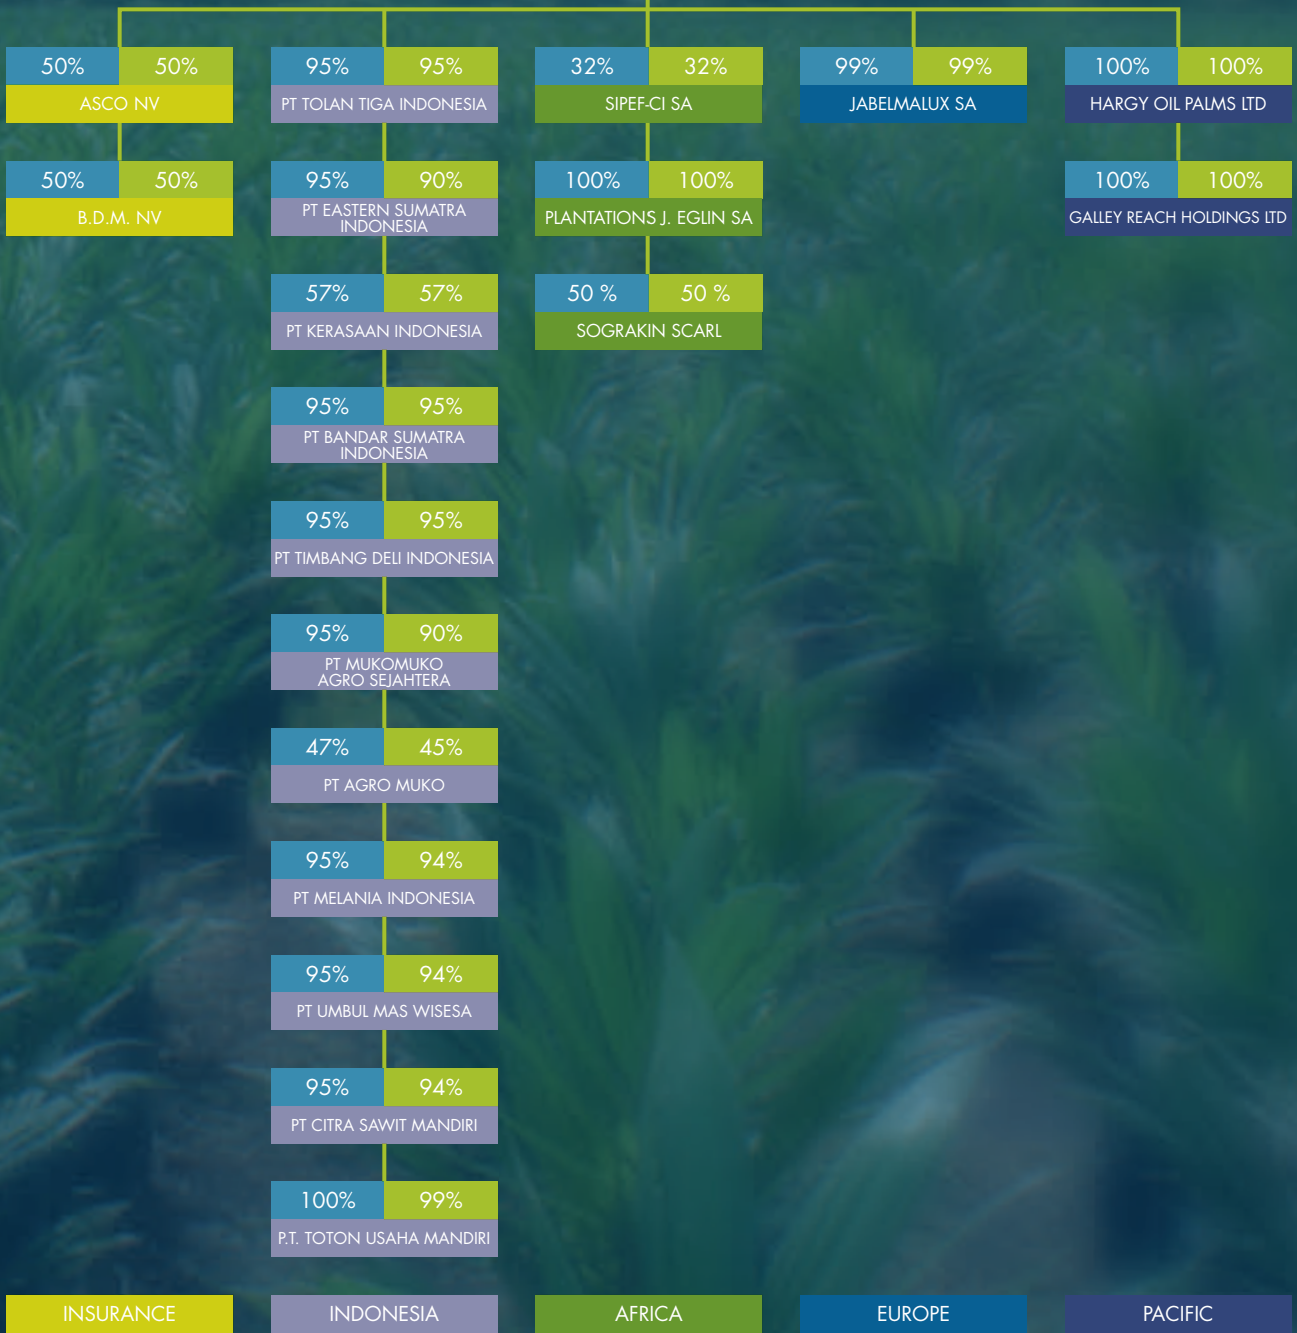 50% 50%
ASCO NV
50% 50%
B.D.M. NV
95% 95%
PT TOLAN TIGA INDONESIA
95% 90%
PT EASTERN SUMATRA
INDONESIA
57% 57%
PT KERASAAN INDONESIA
95% 95%
PT BANDAR SUMATRA
INDONESIA
95% 95%
PT TIMBANG DELI INDONESIA
95% 90%
PT MUKOMUKO
AGRO SEJAHTERA
47% 45%
PT AGRO MUKO
95% 94%
PT MELANIA INDONESIA
95% 94%
PT UMBUL MAS WISESA
95% 94%
PT CITRA SAWIT MANDIRI
100% 99%
P.T. TOTON USAHA MANDIRI
32% 32%
SIPEF-CI SA
100% 100%
PLANTATIONS J. EGLIN SA
50 % 50 %
SOGRAKIN SCARL
99% 99%
JABELMALUX SA
100% 100%
HARGY OIL PALMS LTD
100% 100%
GALLEY REACH HOLDINGS LTD
INSURANCE
INDONESIA
AFRICA
EUROPE
PACIFIC